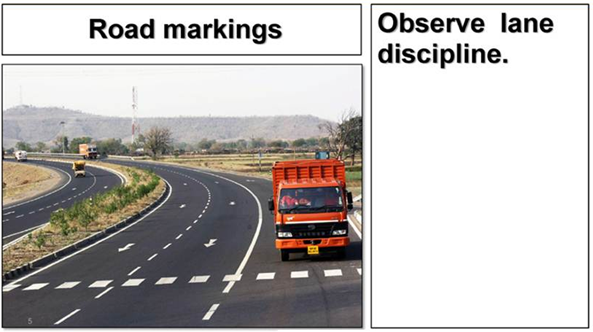 Road markings
Observe lane
discipline.
5